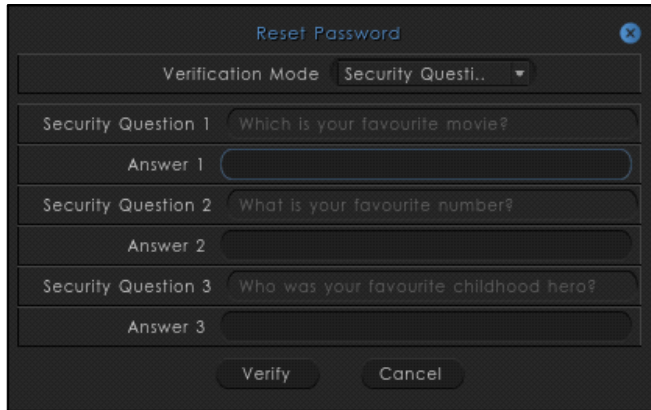 Reset Password
Verification Mode Security Questi..
Security Question 1 Which is your favourite movie?
Answer 1
Security Question 2 What is your favourite number?
Answer 2
Security Question 3 Who was your favourite childhood hero?
Answer 3
Verify Cancel